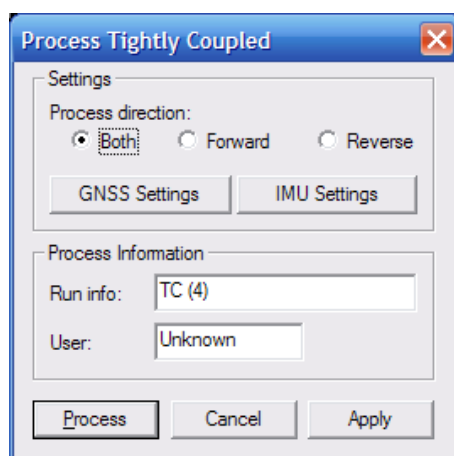 Process Tightly Coupled
Settings
Process direction:
Both Forward Reverse
GNSS Settings IMU Settings
Process Information
Run info: TC (4)
User: Unknown
Process Cancel Apply